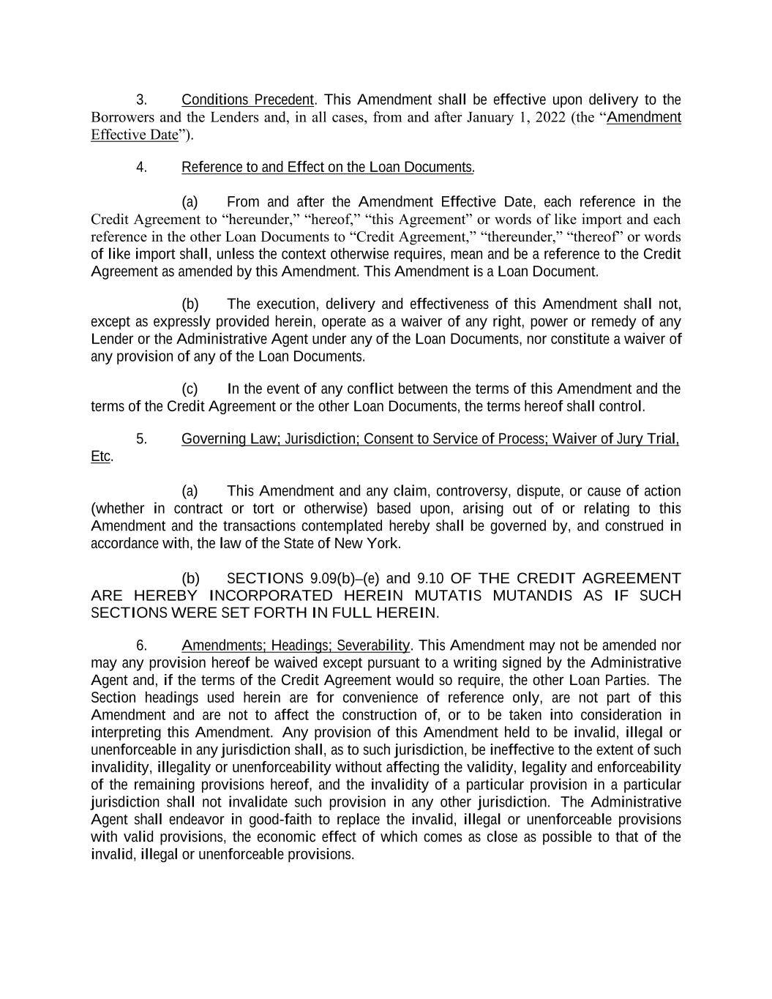 3. Conditions Precedent. This Amendment shall be effective upon delivery to the
Borrowers and the Lenders and, in all cases, from and after January 1, 2022 (the “Amendment
Effective Date”).
4. Reference to and Effect on the Loan Documents.
(a) From and after the Amendment Effective Date, each reference in the
Credit Agreement to “hereunder,” “hereof,” “this Agreement” or words of like import and each
reference in the other Loan Documents to “Credit Agreement,” “thereunder,” “thereof” or words
of like import shall, unless the context otherwise requires, mean and be a reference to the Credit
Agreement as amended by this Amendment. This Amendment is a Loan Document.
(b) The execution, delivery and effectiveness of this Amendment shall not,
except as expressly provided herein, operate as a waiver of any right, power or remedy of any
Lender or the Administrative Agent under any of the Loan Documents, nor constitute a waiver of
any provision of any of the Loan Documents.
(c) In the event of any conflict between the terms of this Amendment and the
terms of the Credit Agreement or the other Loan Documents, the terms hereof shall control.
5. Governing Law; Jurisdiction; Consent to Service of Process; Waiver of Jury Trial,
Etc.
(a) This Amendment and any claim, controversy, dispute, or cause of action
(whether in contract or tort or otherwise) based upon, arising out of or relating to this
Amendment and the transactions contemplated hereby shall be governed by, and construed in
accordance with, the law of the State of New York.
(b) SECTIONS 9.09(b)–(e) and 9.10 OF THE CREDIT AGREEMENT
ARE HEREBY INCORPORATED HEREIN MUTATIS MUTANDIS AS IF SUCH
SECTIONS WERE SET FORTH IN FULL HEREIN.
6. Amendments; Headings; Severability. This Amendment may not be amended nor
may any provision hereof be waived except pursuant to a writing signed by the Administrative
Agent and, if the terms of the Credit Agreement would so require, the other Loan Parties. The
Section headings used herein are for convenience of reference only, are not part of this
Amendment and are not to affect the construction of, or to be taken into consideration in
interpreting this Amendment. Any provision of this Amendment held to be invalid, illegal or
unenforceable in any jurisdiction shall, as to such jurisdiction, be ineffective to the extent of such
invalidity, illegality or unenforceability without affecting the validity, legality and enforceability
of the remaining provisions hereof, and the invalidity of a particular provision in a particular
jurisdiction shall not invalidate such provision in any other jurisdiction. The Administrative
Agent shall endeavor in good-faith to replace the invalid, illegal or unenforceable provisions
with valid provisions, the economic effect of which comes as close as possible to that of the
invalid, illegal or unenforceable provisions.